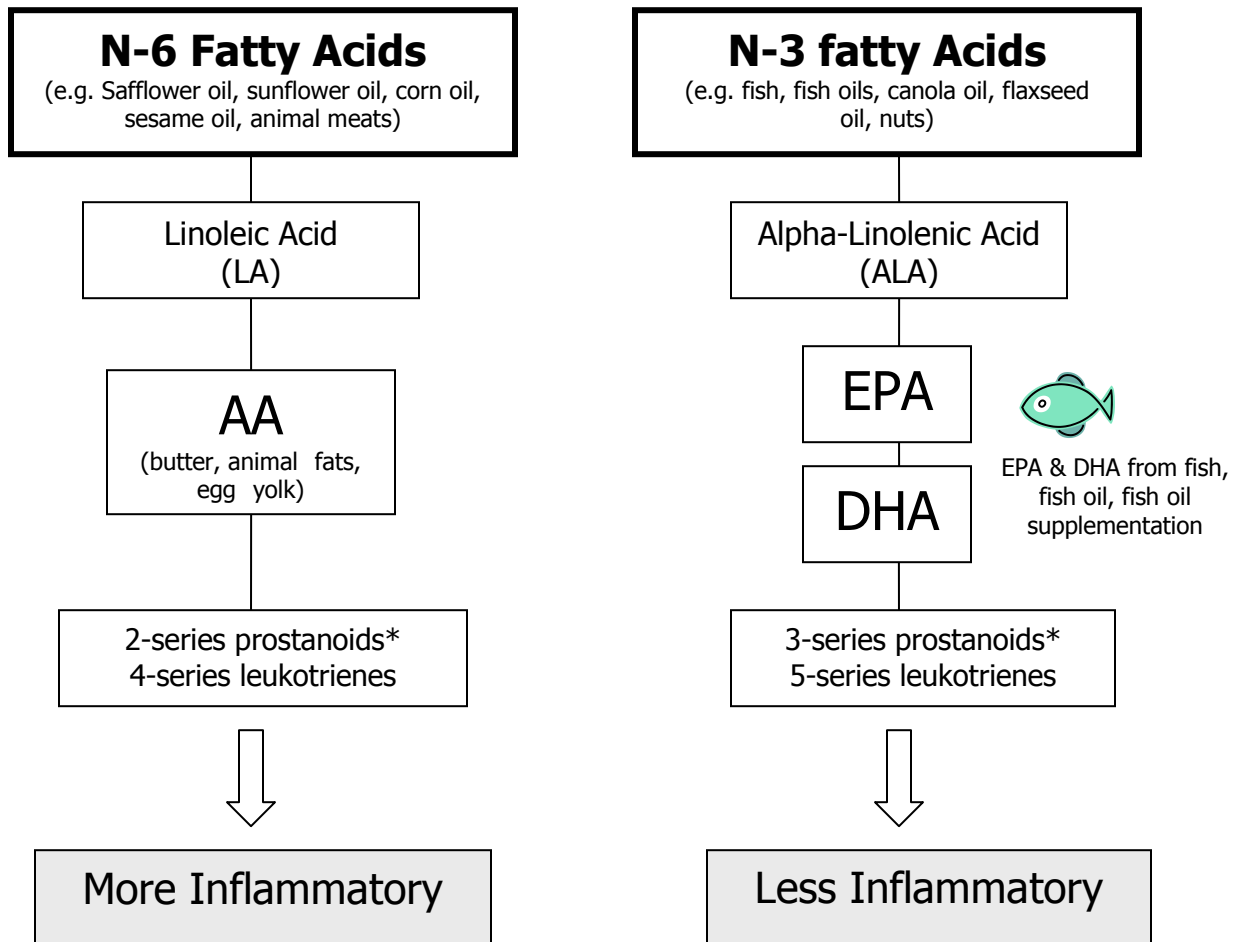 N-6 Fatty Acids
(e.g. Safflower oil, sunflower oil, corn oil,
sesame oil, animal meats)
Linoleic Acid
(LA)
AA
(butter, animal fats,
egg yolk)
2-series prostanoids*
4-series leukotrienes
More Inflammatory
N-3 fatty Acids
(e.g. fish, fish oils, canola oil, flaxseed
oil, nuts)
Alpha-Linolenic Acid
(ALA)
EPA
DHA
EPA & DHA from fish,
fish oil, fish oil
supplementation
3-series prostanoids*
5-series leukotrienes
Less Inflammatory